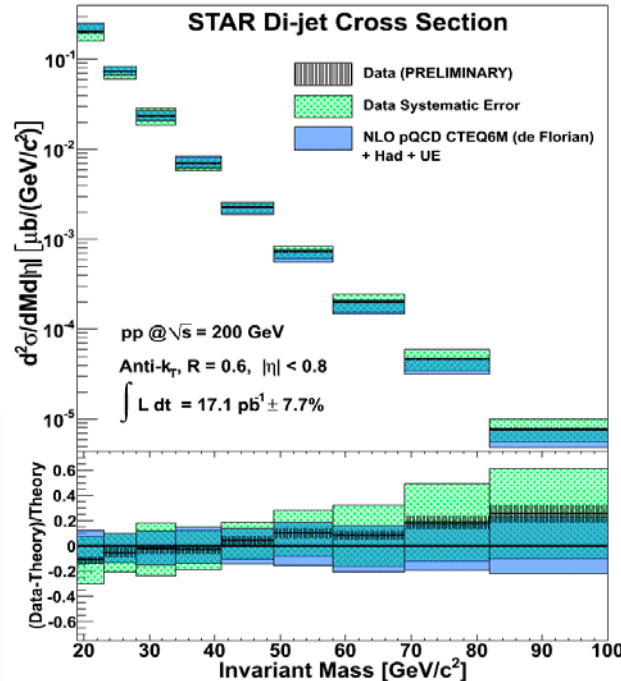 STAR Di-jet Cross Section
Data (PRELIMINARY)
Data Systematic Error
NLO pQCD CTEQ6M (de Florian)
+ Had + UE
d²σ/dMd|η| [μb/(GeV/c²)]
10⁻¹
10⁻²
10⁻³
10⁻⁴
10⁻⁵
pp @ √s = 200 GeV
Anti-k_T, R = 0.6, |η| < 0.8
∫ L dt = 17.1 pb⁻¹ ± 7.7%
(Data-Theory)/Theory
0.6
0.4
0.2
0
-0.2
-0.4
-0.6
20 30 40 50 60 70 80 90 100
Invariant Mass [GeV/c²]